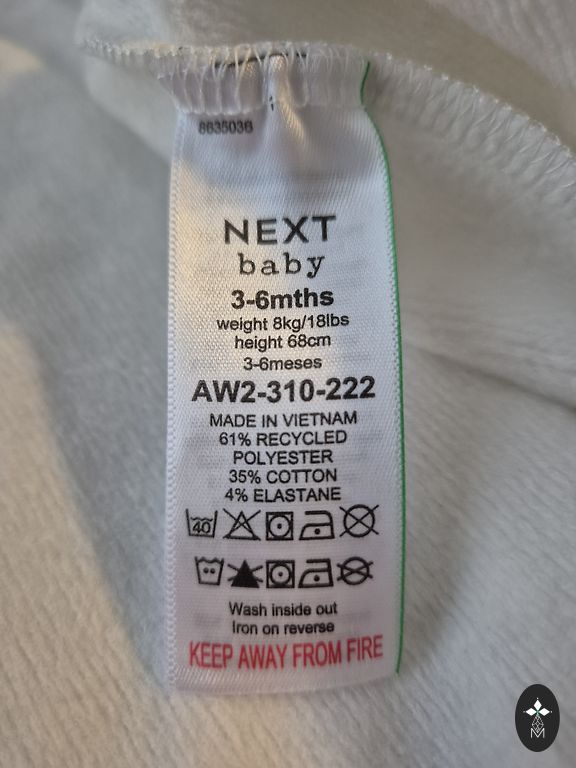 8635036
NEXT
baby
3-6mths
weight 8kg/18lbs
height 68cm
3-6meses
AW2-310-222
MADE IN VIETNAM
61% RECYCLED
POLYESTER
35% COTTON
4% ELASTANE
40
Wash inside out
Iron on reverse
KEEP AWAY FROM FIRE
M